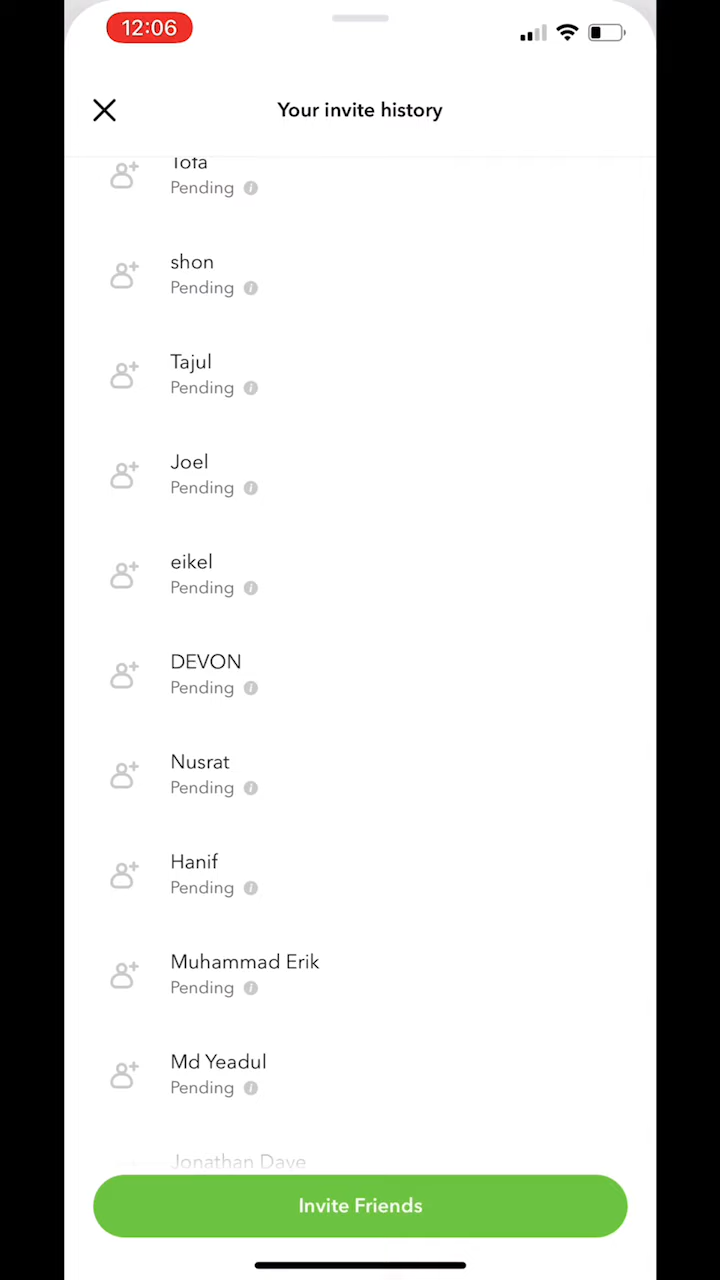 12:06
Your invite history
Tofa
Pending
shon
Pending
Tajul
Pending
Joel
Pending
eikel
Pending
DEVON
Pending
Nusrat
Pending
Hanif
Pending
Muhammad Erik
Pending
Md Yeadul
Pending
Jonathan Dave
Invite Friends